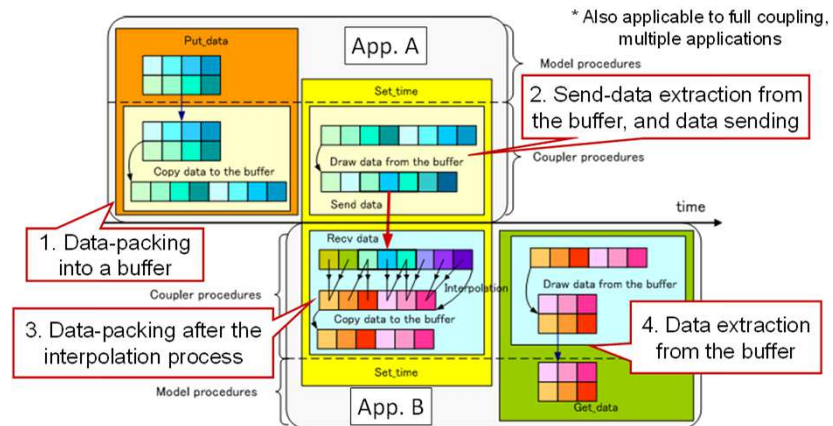 * Also applicable to full coupling,
multiple applications
Put_data
App. A
Model procedures
Set_time
2. Send-data extraction from
the buffer, and data sending
Copy data to the buffer
Draw data from the buffer
Coupler procedures
Send data
time
1. Data-packing
into a buffer
Recv data
Interpolation
Draw data from the buffer
Coupler procedures
Copy data to the buffer
3. Data-packing after the
interpolation process
4. Data extraction
from the buffer
Set_time
Model procedures
App. B
Get_data